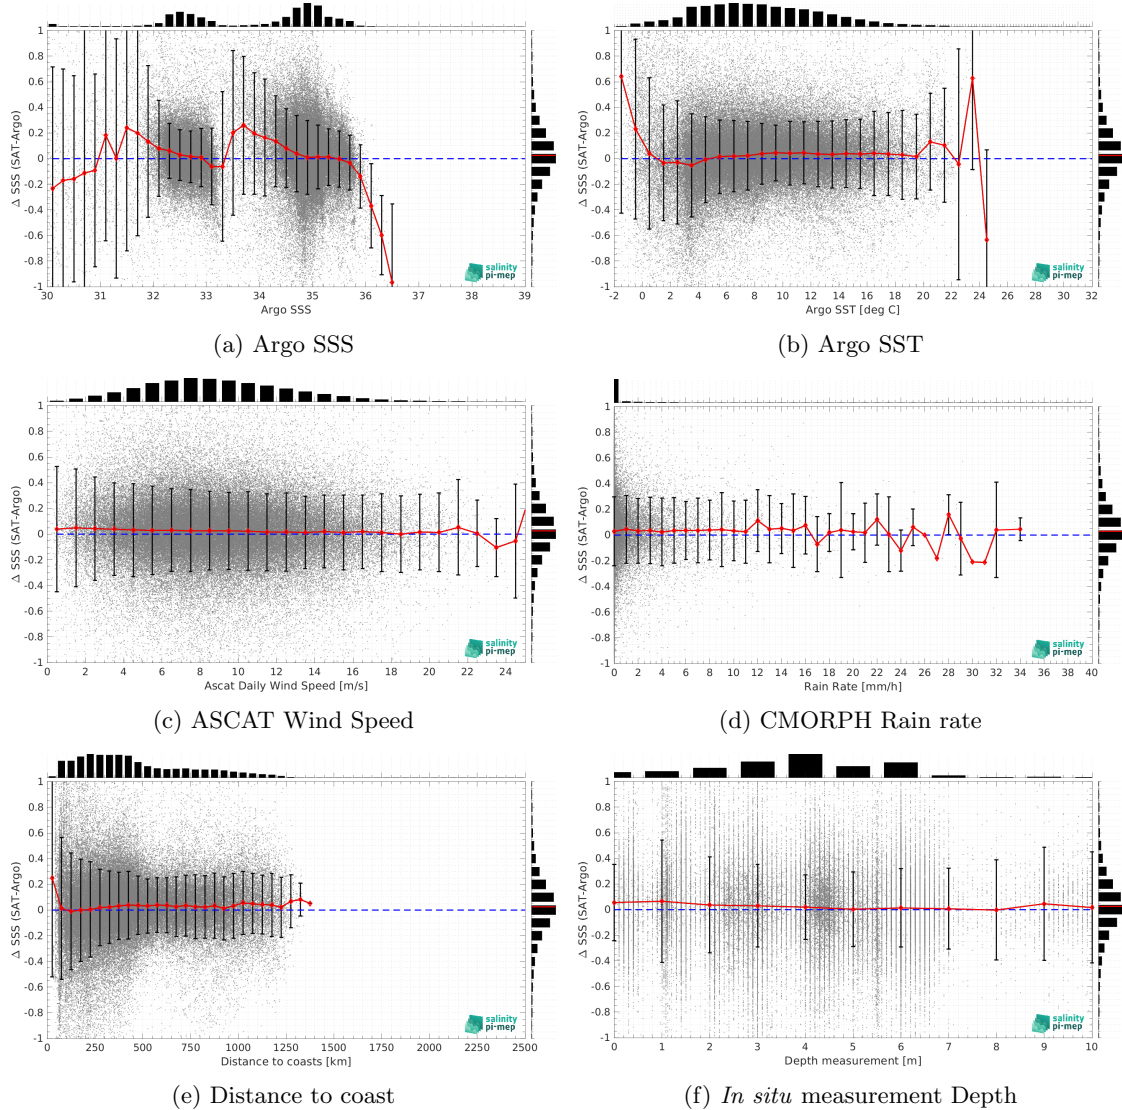 1
0.8
0.6
0.4
0.2
0
-0.2
-0.4
-0.6
-0.8
-1
Δ SSS (SAT-Argo)
30 31 32 33 34 35 36 37 38 39
Argo SSS
salinity
pi-mep
(a) Argo SSS
1
0.8
0.6
0.4
0.2
0
-0.2
-0.4
-0.6
-0.8
-1
Δ SSS (SAT-Argo)
-2 0 2 4 6 8 10 12 14 16 18 20 22 24 26 28 30 32
Argo SST [deg C]
salinity
pi-mep
(b) Argo SST
1
0.8
0.6
0.4
0.2
0
-0.2
-0.4
-0.6
-0.8
-1
Δ SSS (SAT-Argo)
0 2 4 6 8 10 12 14 16 18 20 22 24
Ascat Daily Wind Speed [m/s]
salinity
pi-mep
(c) ASCAT Wind Speed
1
0.8
0.6
0.4
0.2
0
-0.2
-0.4
-0.6
-0.8
-1
Δ SSS (SAT-Argo)
0 2 4 6 8 10 12 14 16 18 20 22 24 26 28 30 32 34 36 38 40
Rain Rate [mm/h]
salinity
pi-mep
(d) CMORPH Rain rate
1
0.8
0.6
0.4
0.2
0
-0.2
-0.4
-0.6
-0.8
-1
Δ SSS (SAT-Argo)
0 250 500 750 1000 1250 1500 1750 2000 2250 2500
Distance to coasts [km]
salinity
pi-mep
(e) Distance to coast
1
0.8
0.6
0.4
0.2
0
-0.2
-0.4
-0.6
-0.8
-1
Δ SSS (SAT-Argo)
0 1 2 3 4 5 6 7 8 9 10
Depth measurement [m]
salinity
pi-mep
(f) In situ measurement Depth